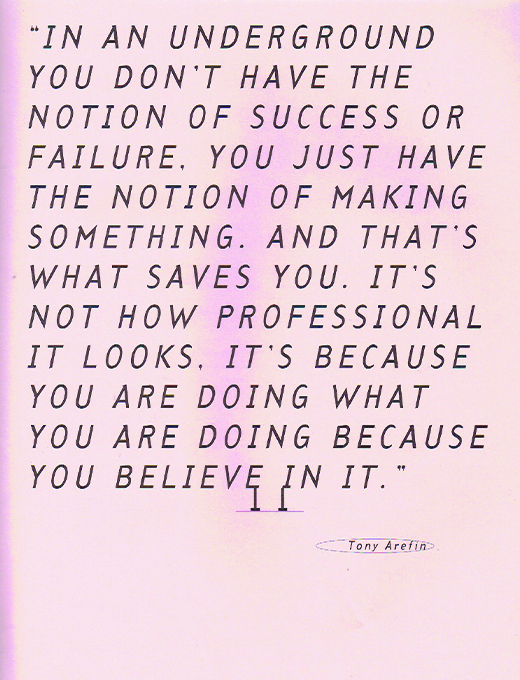 "IN AN UNDERGROUND
YOU DON'T HAVE THE
NOTION OF SUCCESS OR
FAILURE, YOU JUST HAVE
THE NOTION OF MAKING
SOMETHING. AND THAT'S
WHAT SAVES YOU. IT'S
NOT HOW PROFESSIONAL
IT LOOKS, IT'S BECAUSE
YOU ARE DOING WHAT
YOU ARE DOING BECAUSE
YOU BELIEVE IN IT."
11
Tony Arefin